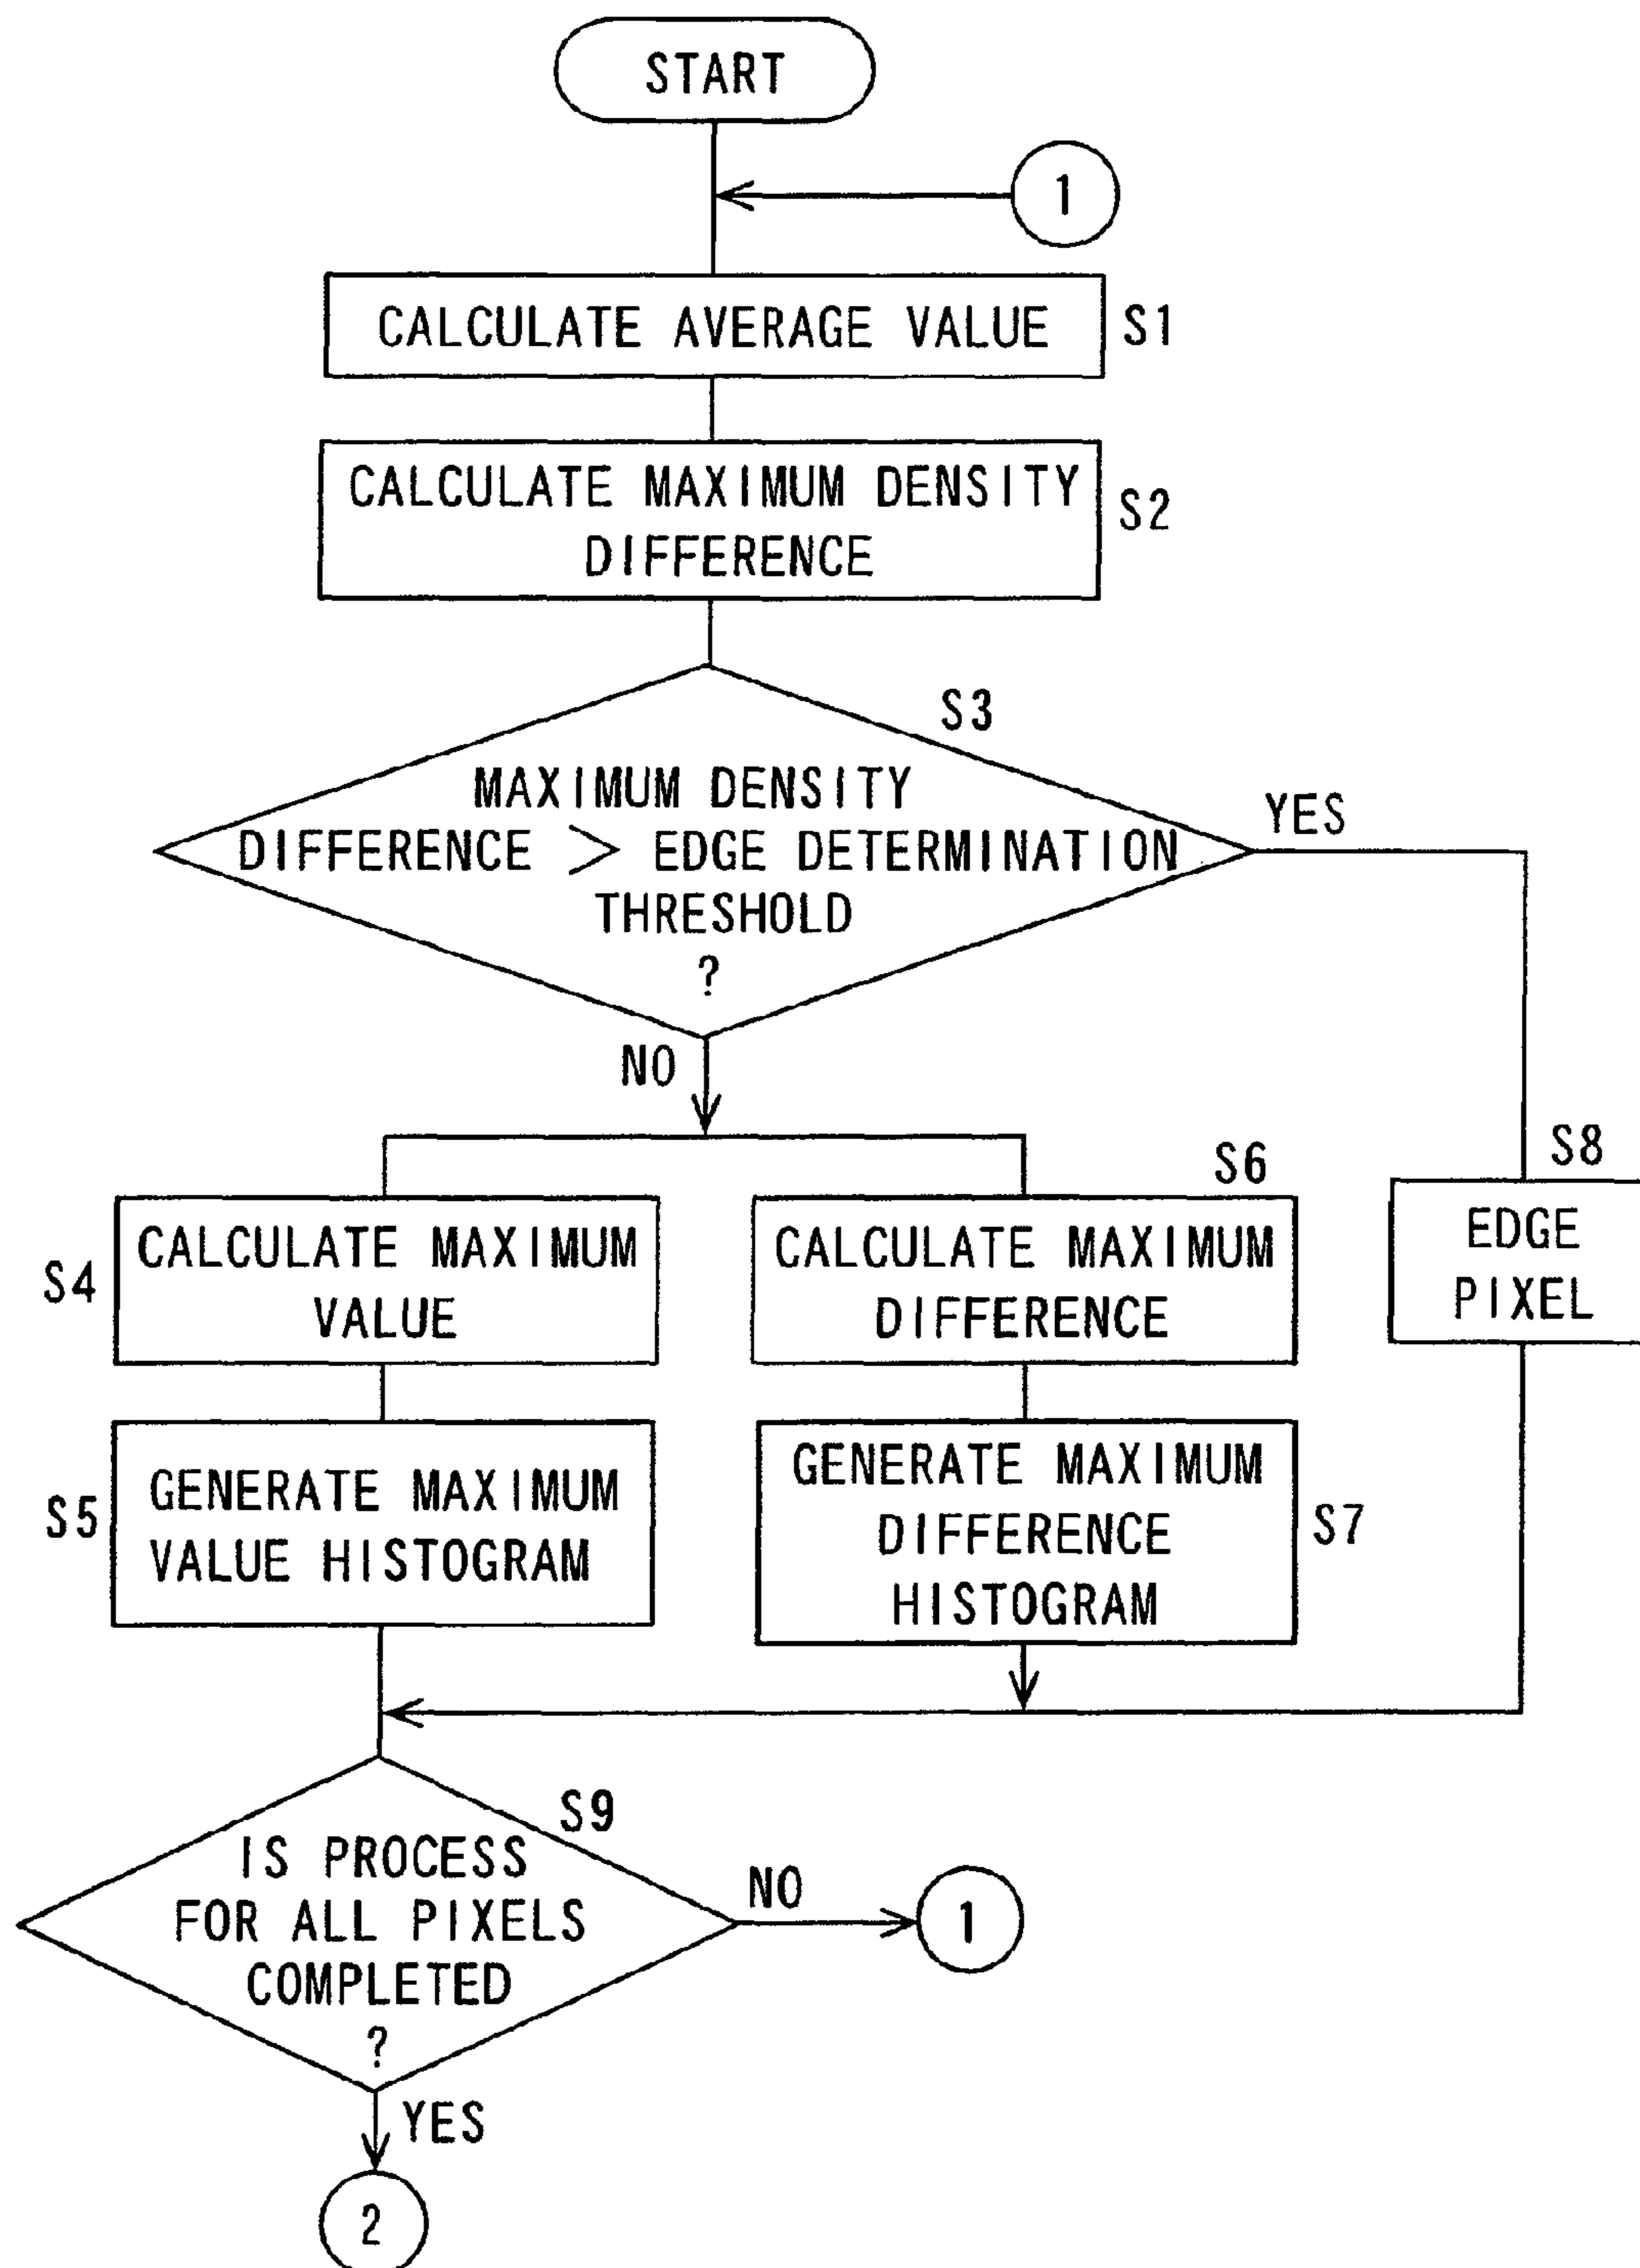 START
1
CALCULATE AVERAGE VALUE
S1
CALCULATE MAXIMUM DENSITY
DIFFERENCE
S2
S3
MAXIMUM DENSITY
DIFFERENCE > EDGE DETERMINATION
THRESHOLD
?
YES
NO
S4
CALCULATE MAXIMUM
VALUE
S6
CALCULATE MAXIMUM
DIFFERENCE
S8
EDGE
PIXEL
S5
GENERATE MAXIMUM
VALUE HISTOGRAM
GENERATE MAXIMUM
DIFFERENCE
HISTOGRAM
S7
S9
IS PROCESS
FOR ALL PIXELS
COMPLETED
?
NO
1
YES
2